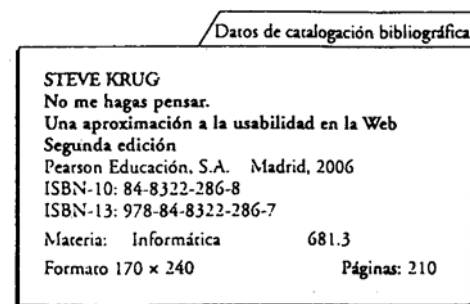 Datos de catalogación bibliográfica
STEVE KRUG
No me hagas pensar.
Una aproximación a la usabilidad en la Web
Segunda edición
Pearson Educación, S.A. Madrid, 2006
ISBN-10: 84-8322-286-8
ISBN-13: 978-84-8322-286-7
Materia: Informática 681.3
Formato 170 × 240 Páginas: 210